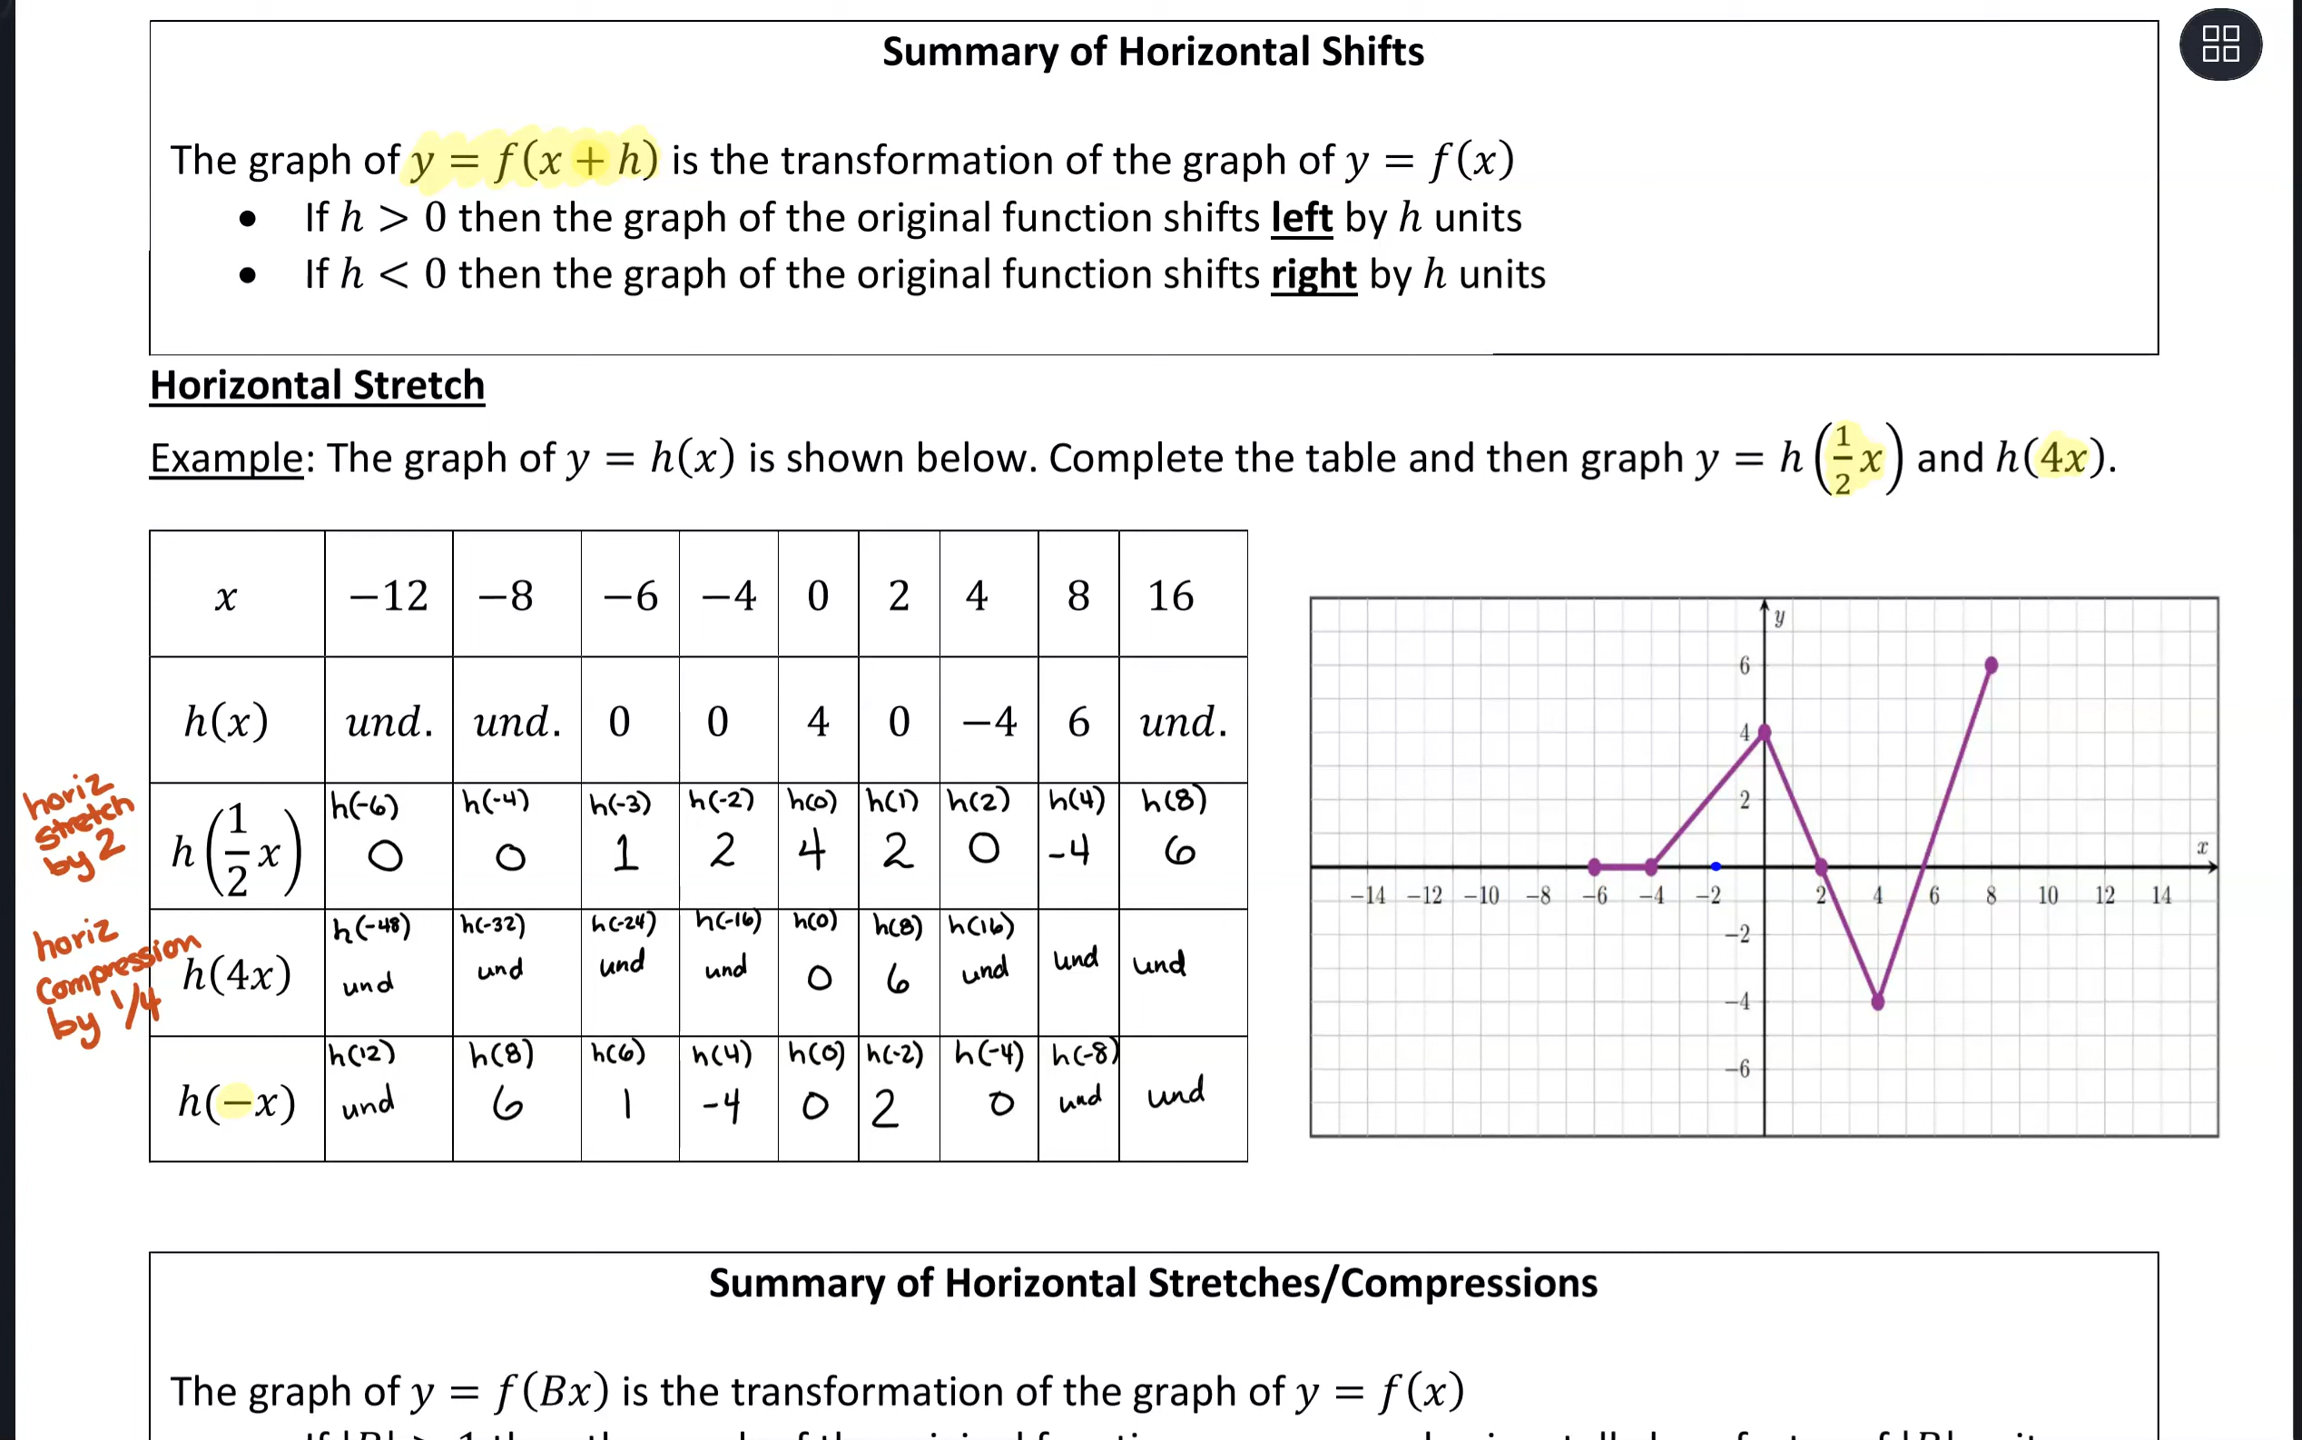 Summary of Horizontal Shifts
The graph of y = f(x + h) is the transformation of the graph of y = f(x)
• If h > 0 then the graph of the original function shifts left by h units
• If h < 0 then the graph of the original function shifts right by h units
Horizontal Stretch
Example: The graph of y = h(x) is shown below. Complete the table and then graph y = h(1/2 x) and h(4x).
x −12 −8 −6 −4 0 2 4 8 16
h(x) und. und. 0 0 4 0 −4 6 und.
horiz stretch by 2
h(-6) h(-4) h(-3) h(-2) h(0) h(1) h(2) h(4) h(8)
h(1/2 x) 0 0 1 2 4 2 0 -4 6
horiz compression by 1/4
h(-48) h(-32) h(-24) h(-16) h(0) h(8) h(16)
h(4x) und und und und 0 6 und und und
h(12) h(8) h(6) h(4) h(0) h(-2) h(-4) h(-8)
h(−x) und 6 1 -4 0 2 0 und und
y
6
4
2
x
−14 −12 −10 −8 −6 −4 −2 2 4 6 8 10 12 14
−2
−4
−6
Summary of Horizontal Stretches/Compressions
The graph of y = f(Bx) is the transformation of the graph of y = f(x)